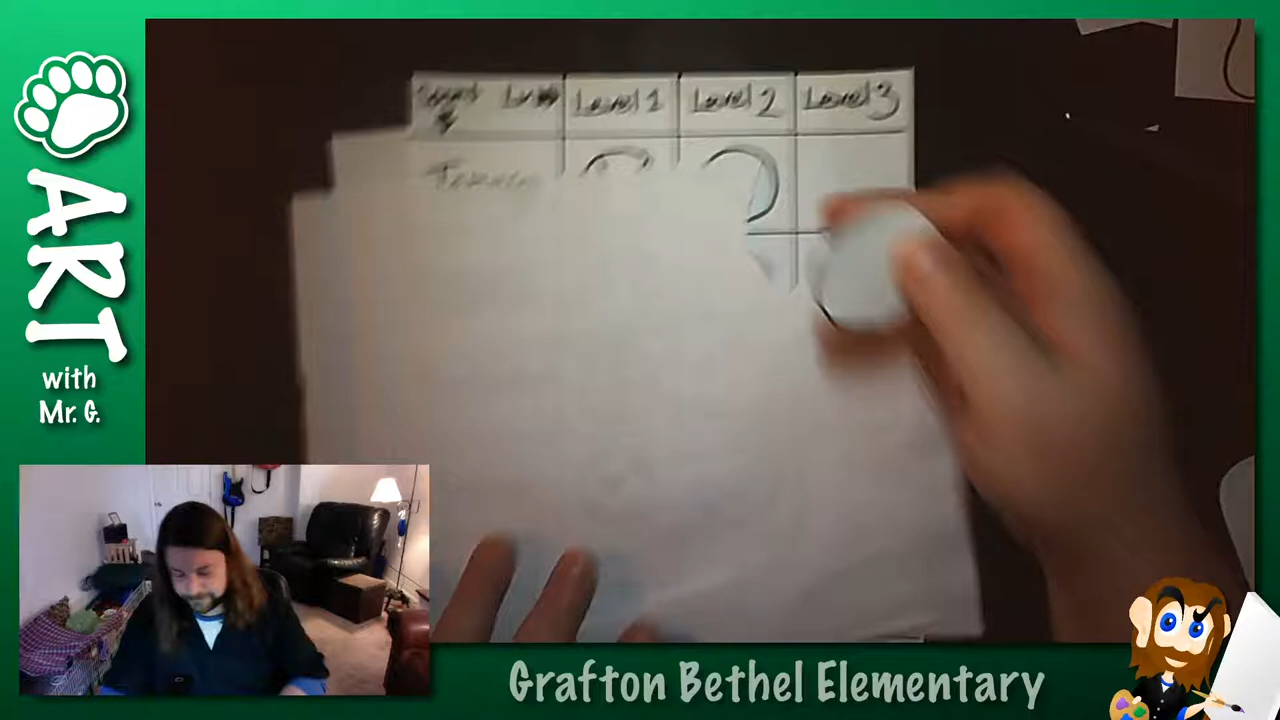 ART
with
Mr. G.
Level 1 Level 2 Level 3
Grafton Bethel Elementary